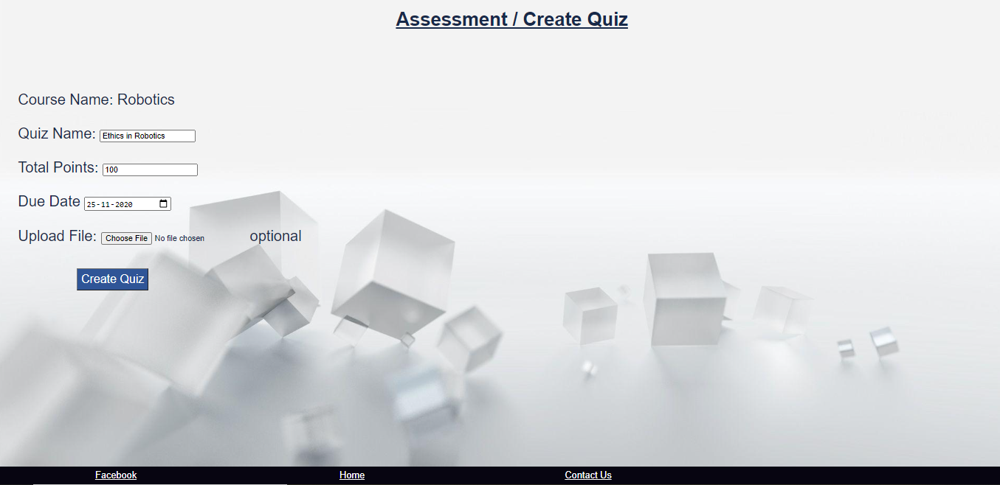 Assessment / Create Quiz
Course Name: Robotics
Quiz Name: Ethics in Robotics
Total Points: 100
Due Date 25-11-2020
Upload File: Choose File No file chosen optional
Create Quiz
Facebook Home Contact Us